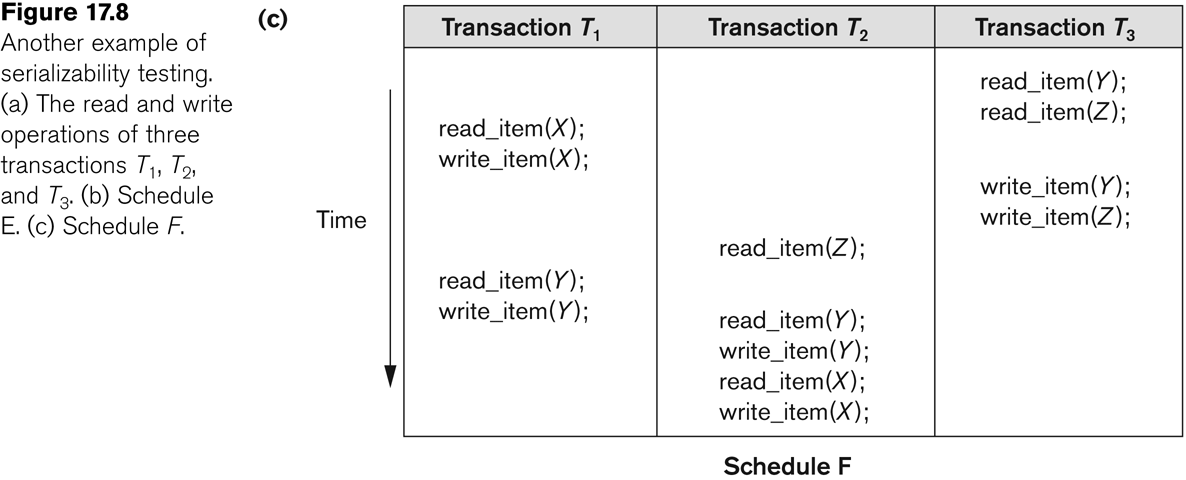 Figure 17.8
Another example of
serializability testing.
(a) The read and write
operations of three
transactions T1, T2,
and T3. (b) Schedule
E. (c) Schedule F.
(c)
Transaction T1 Transaction T2 Transaction T3
read_item(Y);
read_item(Z);
read_item(X);
write_item(X);
write_item(Y);
write_item(Z);
Time
read_item(Z);
read_item(Y);
write_item(Y);
read_item(Y);
write_item(Y);
read_item(X);
write_item(X);
Schedule F